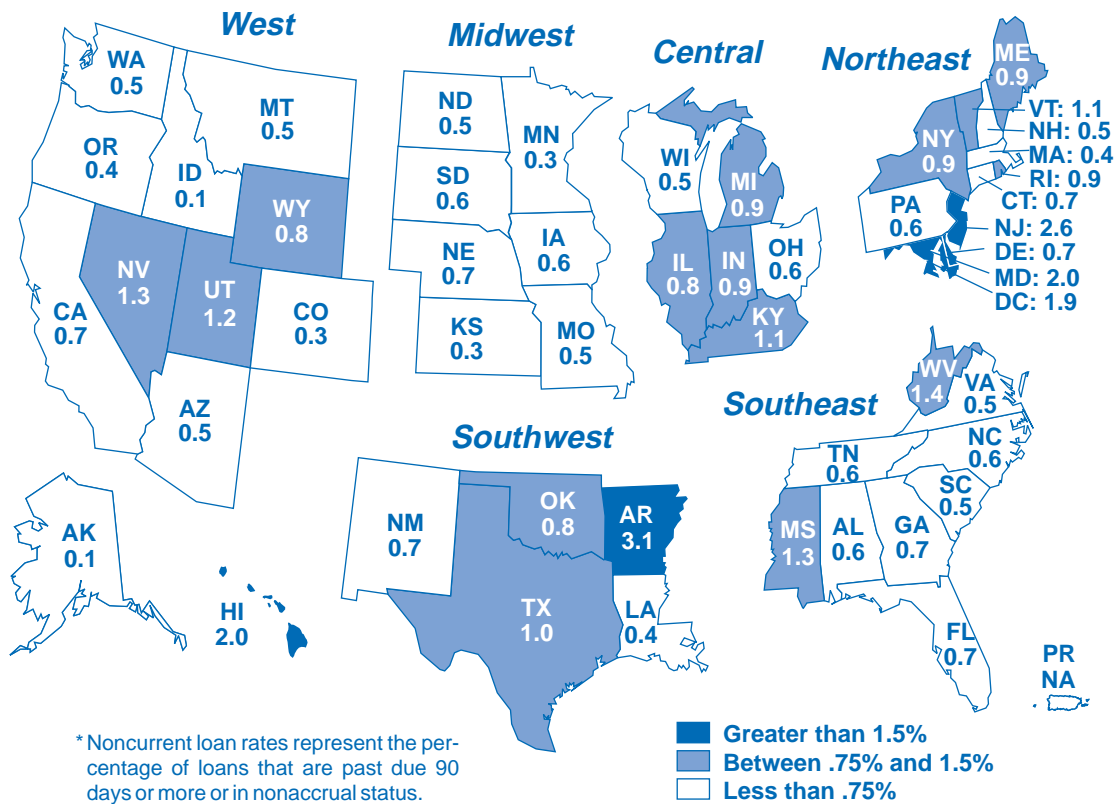 West
WA
0.5
MT
0.5
OR
0.4
ID
0.1
WY
0.8
NV
1.3
UT
1.2
CA
0.7
CO
0.3
AZ
0.5
AK
0.1
HI
2.0
Midwest
ND
0.5
MN
0.3
SD
0.6
NE
0.7
IA
0.6
KS
0.3
MO
0.5
Central
WI
0.5
MI
0.9
IL
0.8
IN
0.9
OH
0.6
KY
1.1
Northeast
ME
0.9
NY
0.9
PA
0.6
VT: 1.1
NH: 0.5
MA: 0.4
RI: 0.9
CT: 0.7
NJ: 2.6
DE: 0.7
MD: 2.0
DC: 1.9
Southwest
NM
0.7
OK
0.8
AR
3.1
TX
1.0
LA
0.4
Southeast
WV
1.4
VA
0.5
NC
0.6
TN
0.6
SC
0.5
MS
1.3
AL
0.6
GA
0.7
FL
0.7
PR
NA
* Noncurrent loan rates represent the per-
centage of loans that are past due 90
days or more or in nonaccrual status.
Greater than 1.5%
Between .75% and 1.5%
Less than .75%